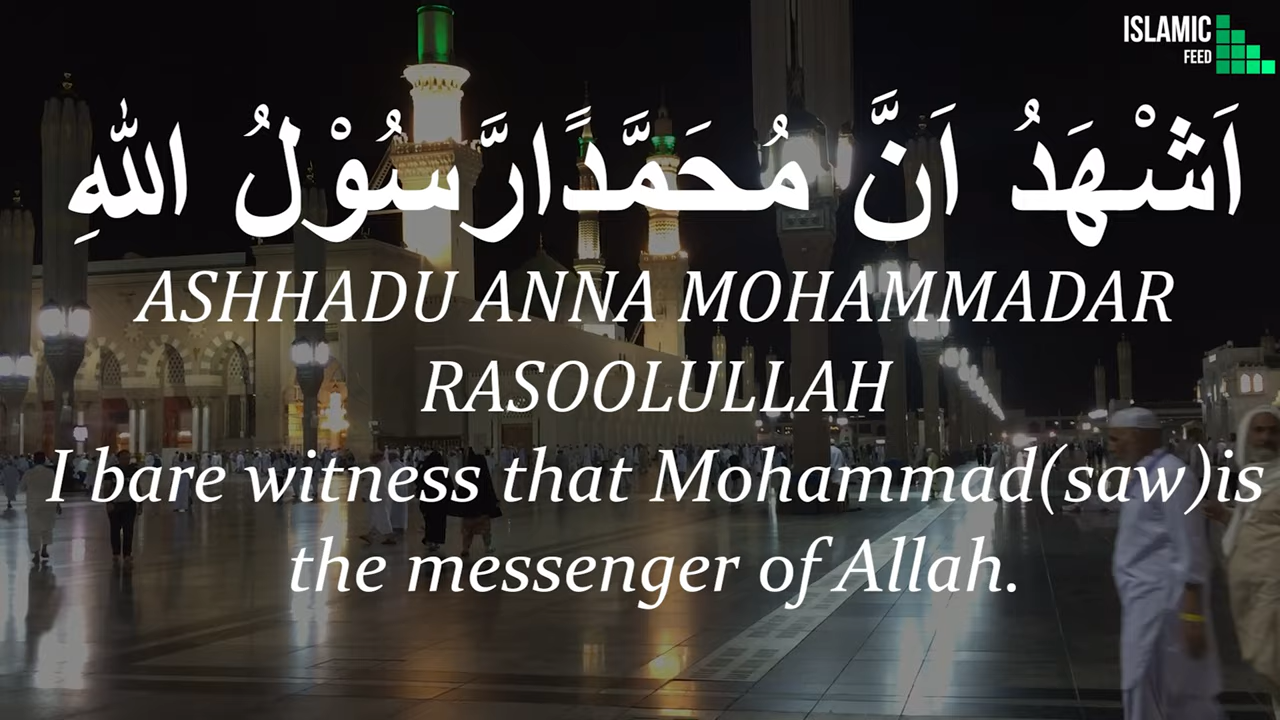 ISLAMIC
FEED
اَشْهَدُ اَنَّ مُحَمَّدًارَّسُوْلُ اللّٰهِ
ASHHADU ANNA MOHAMMADAR
RASOOLULLAH
I bare witness that Mohammad(saw)is
the messenger of Allah.